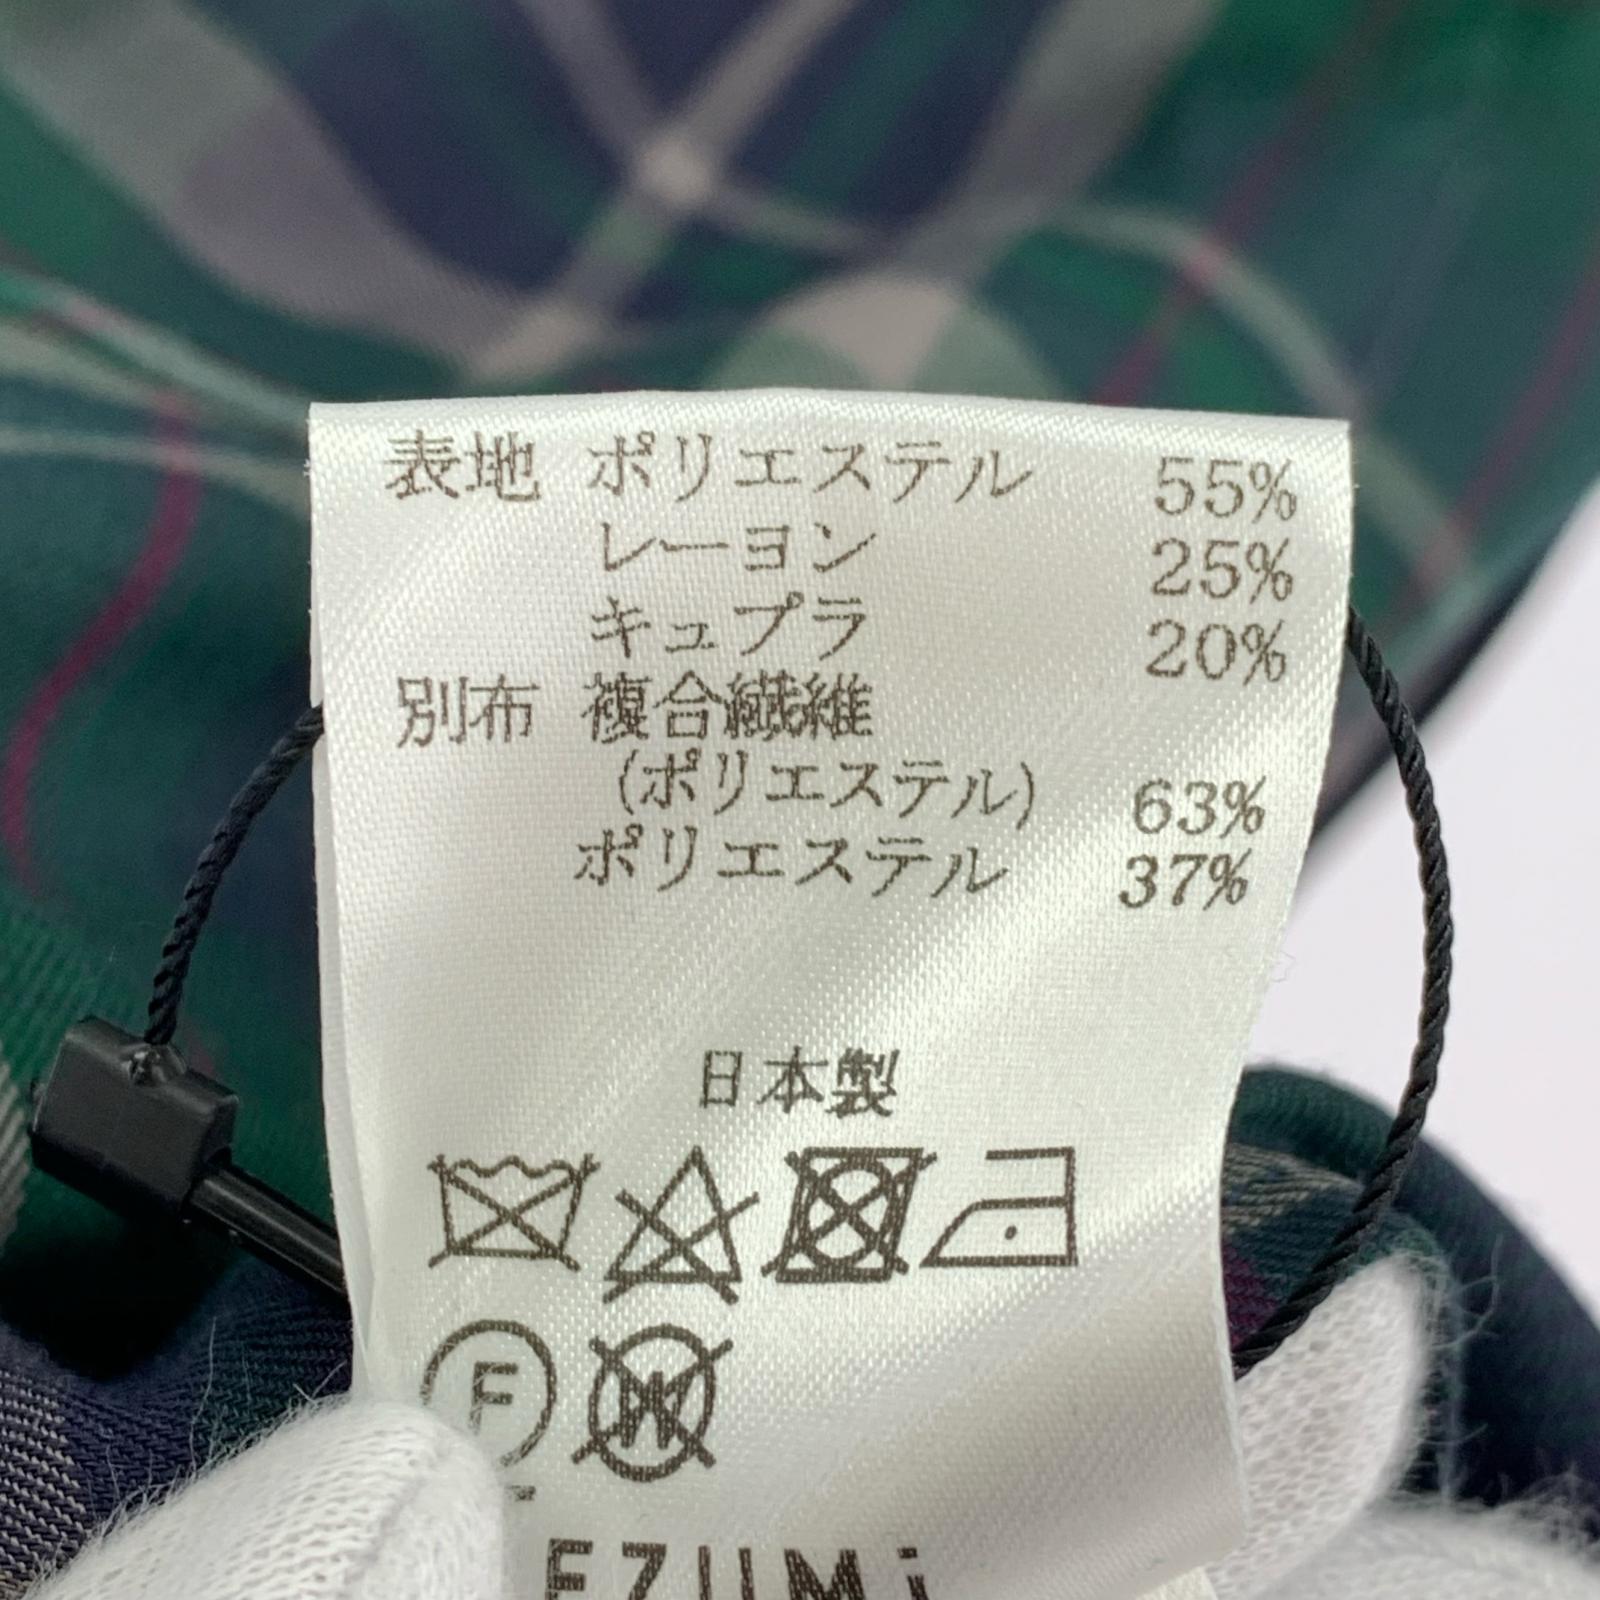 表地 ポリエステル 55%
レーヨン 25%
キュプラ 20%
別布 複合繊維
(ポリエステル) 63%
ポリエステル 37%
日本製
F W
EZUMi